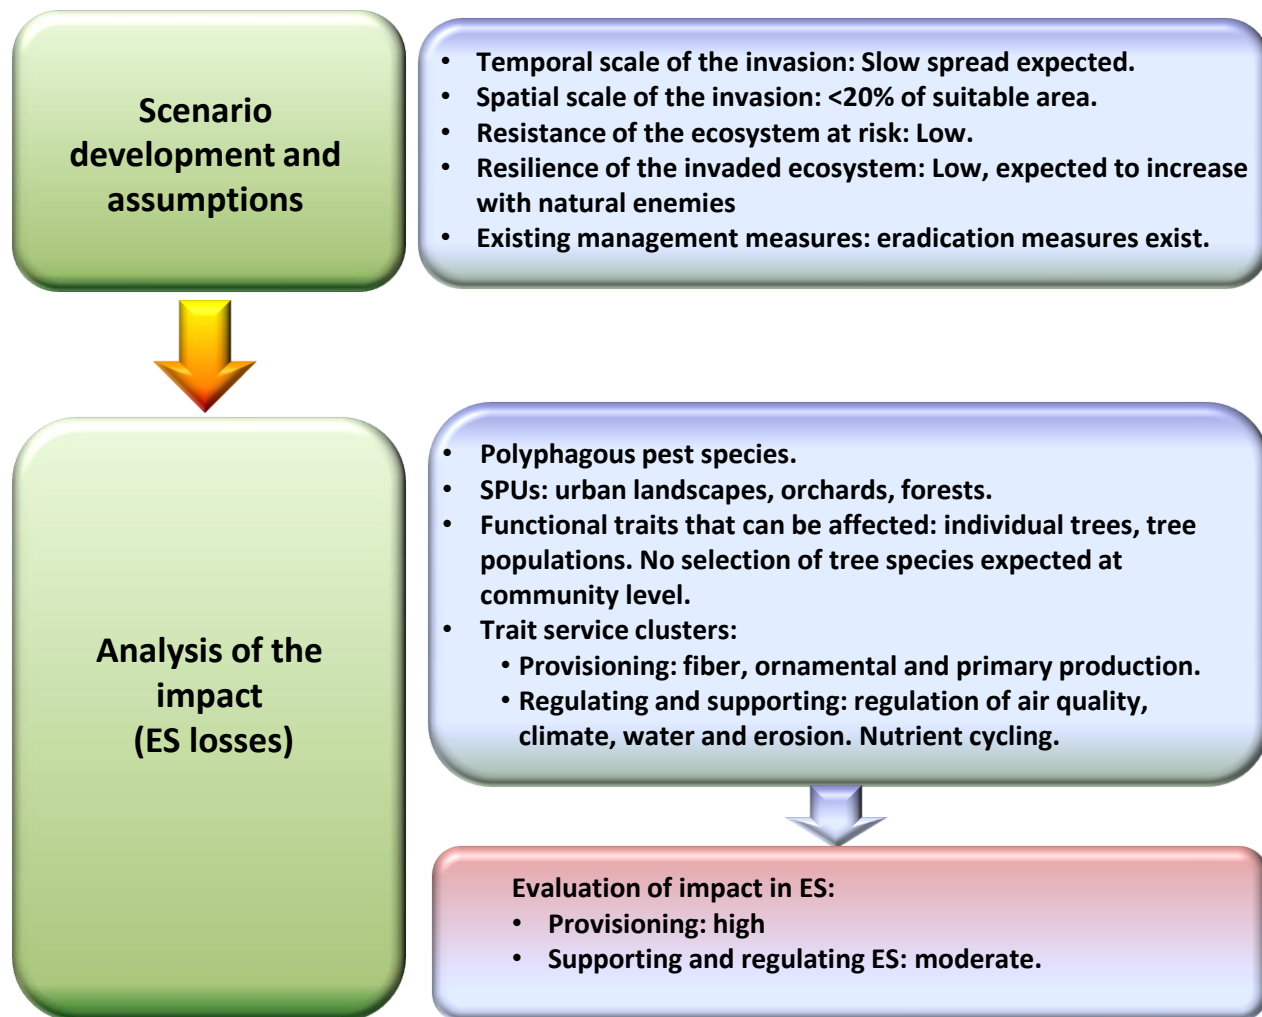 Scenario
development and
assumptions
• Temporal scale of the invasion: Slow spread expected.
• Spatial scale of the invasion: <20% of suitable area.
• Resistance of the ecosystem at risk: Low.
• Resilience of the invaded ecosystem: Low, expected to increase
with natural enemies
• Existing management measures: eradication measures exist.
Analysis of the
impact
(ES losses)
• Polyphagous pest species.
• SPUs: urban landscapes, orchards, forests.
• Functional traits that can be affected: individual trees, tree
populations. No selection of tree species expected at
community level.
• Trait service clusters:
• Provisioning: fiber, ornamental and primary production.
• Regulating and supporting: regulation of air quality,
climate, water and erosion. Nutrient cycling.
Evaluation of impact in ES:
• Provisioning: high
• Supporting and regulating ES: moderate.